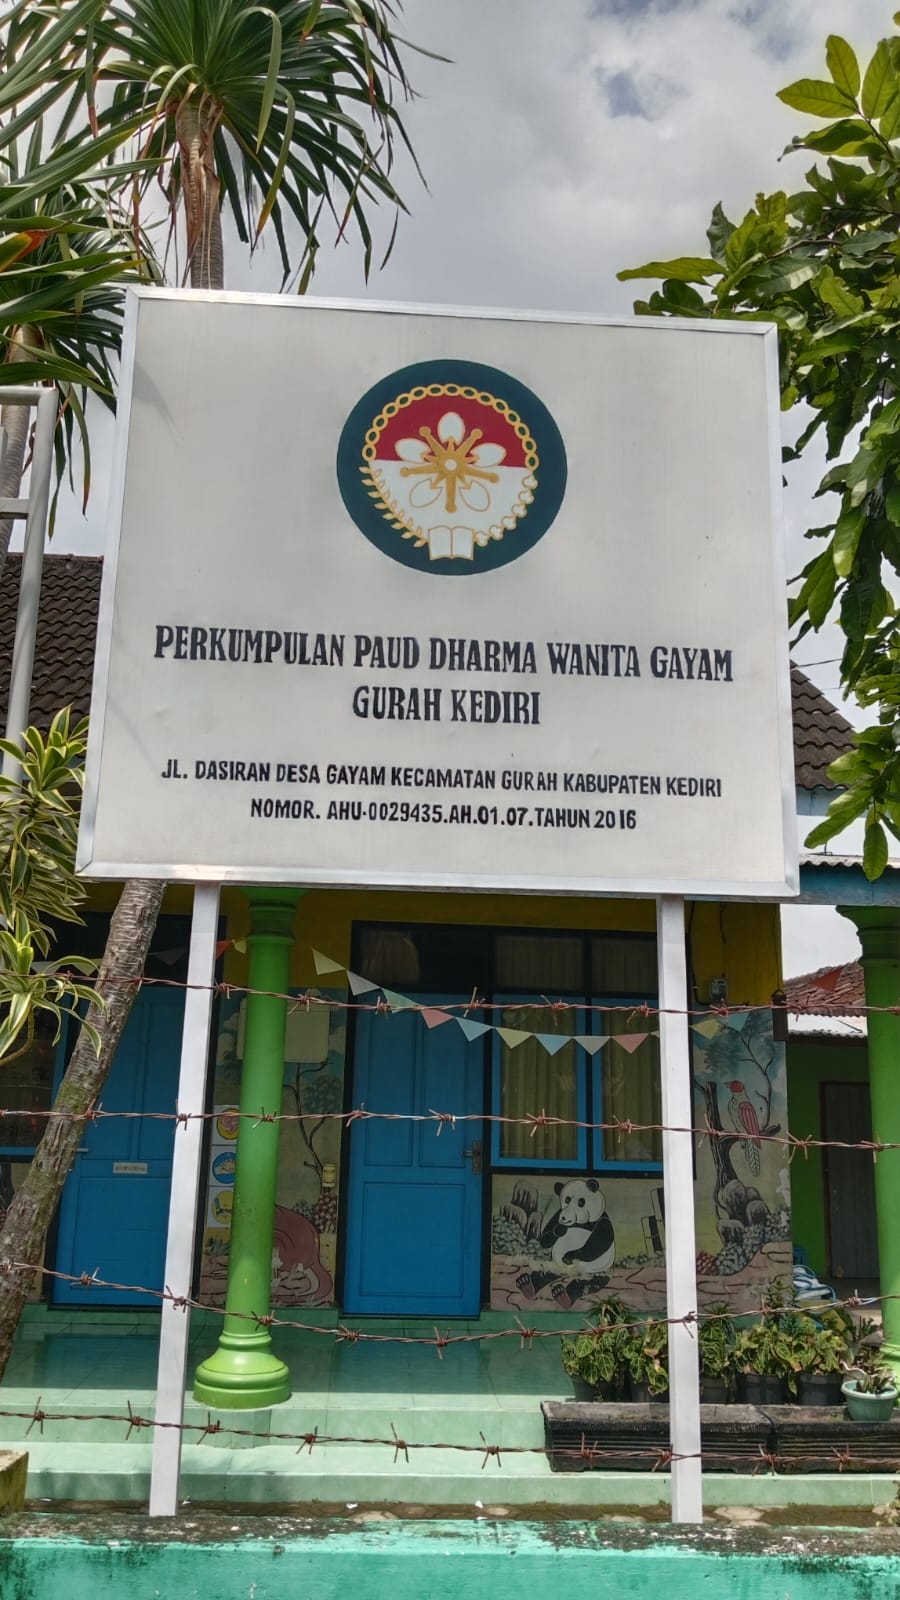 PERKUMPULAN PAUD DHARMA WANITA GAYAM
GURAH KEDIRI
JL. DASIRAN DESA GAYAM KECAMATAN GURAH KABUPATEN KEDIRI
NOMOR. AHU-0029435.AH.01.07.TAHUN 2016